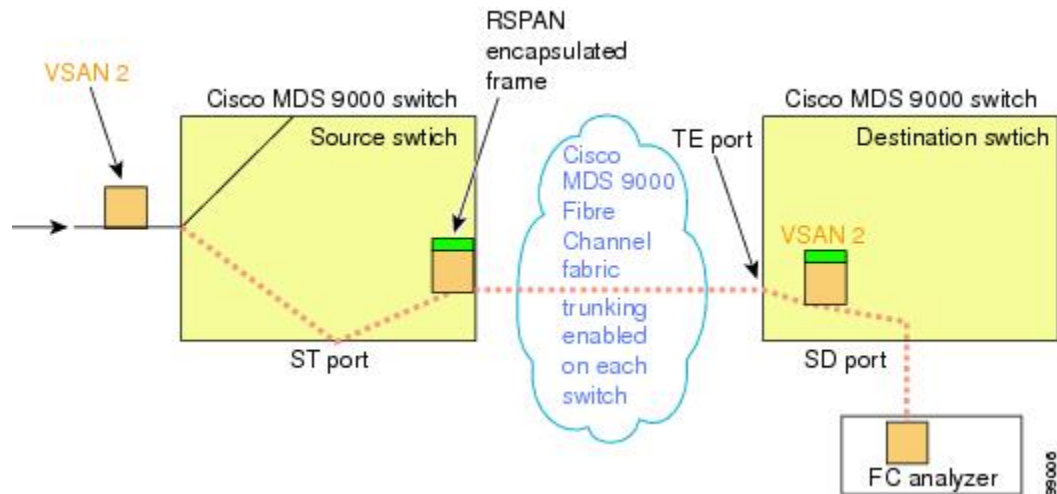 RSPAN
encapsulated
frame
VSAN 2
Cisco MDS 9000 switch
Source swtich
ST port
Cisco
MDS 9000
Fibre
Channel
fabric
trunking
enabled
on each
switch
TE port
Cisco MDS 9000 switch
Destination swtich
VSAN 2
SD port
FC analyzer
99006